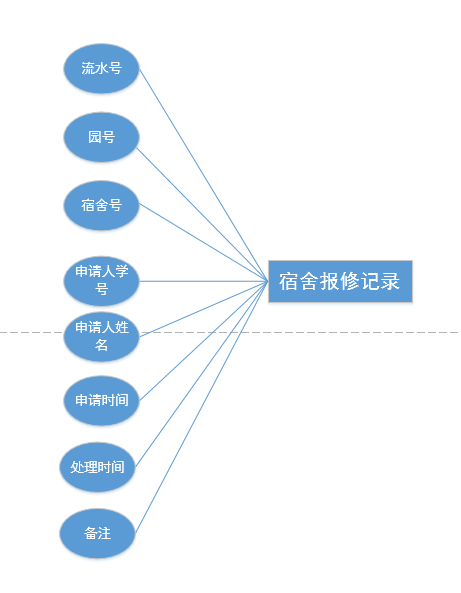 流水号
园号
宿舍号
申请人学
号
宿舍报修记录
申请人姓
名
申请时间
处理时间
备注